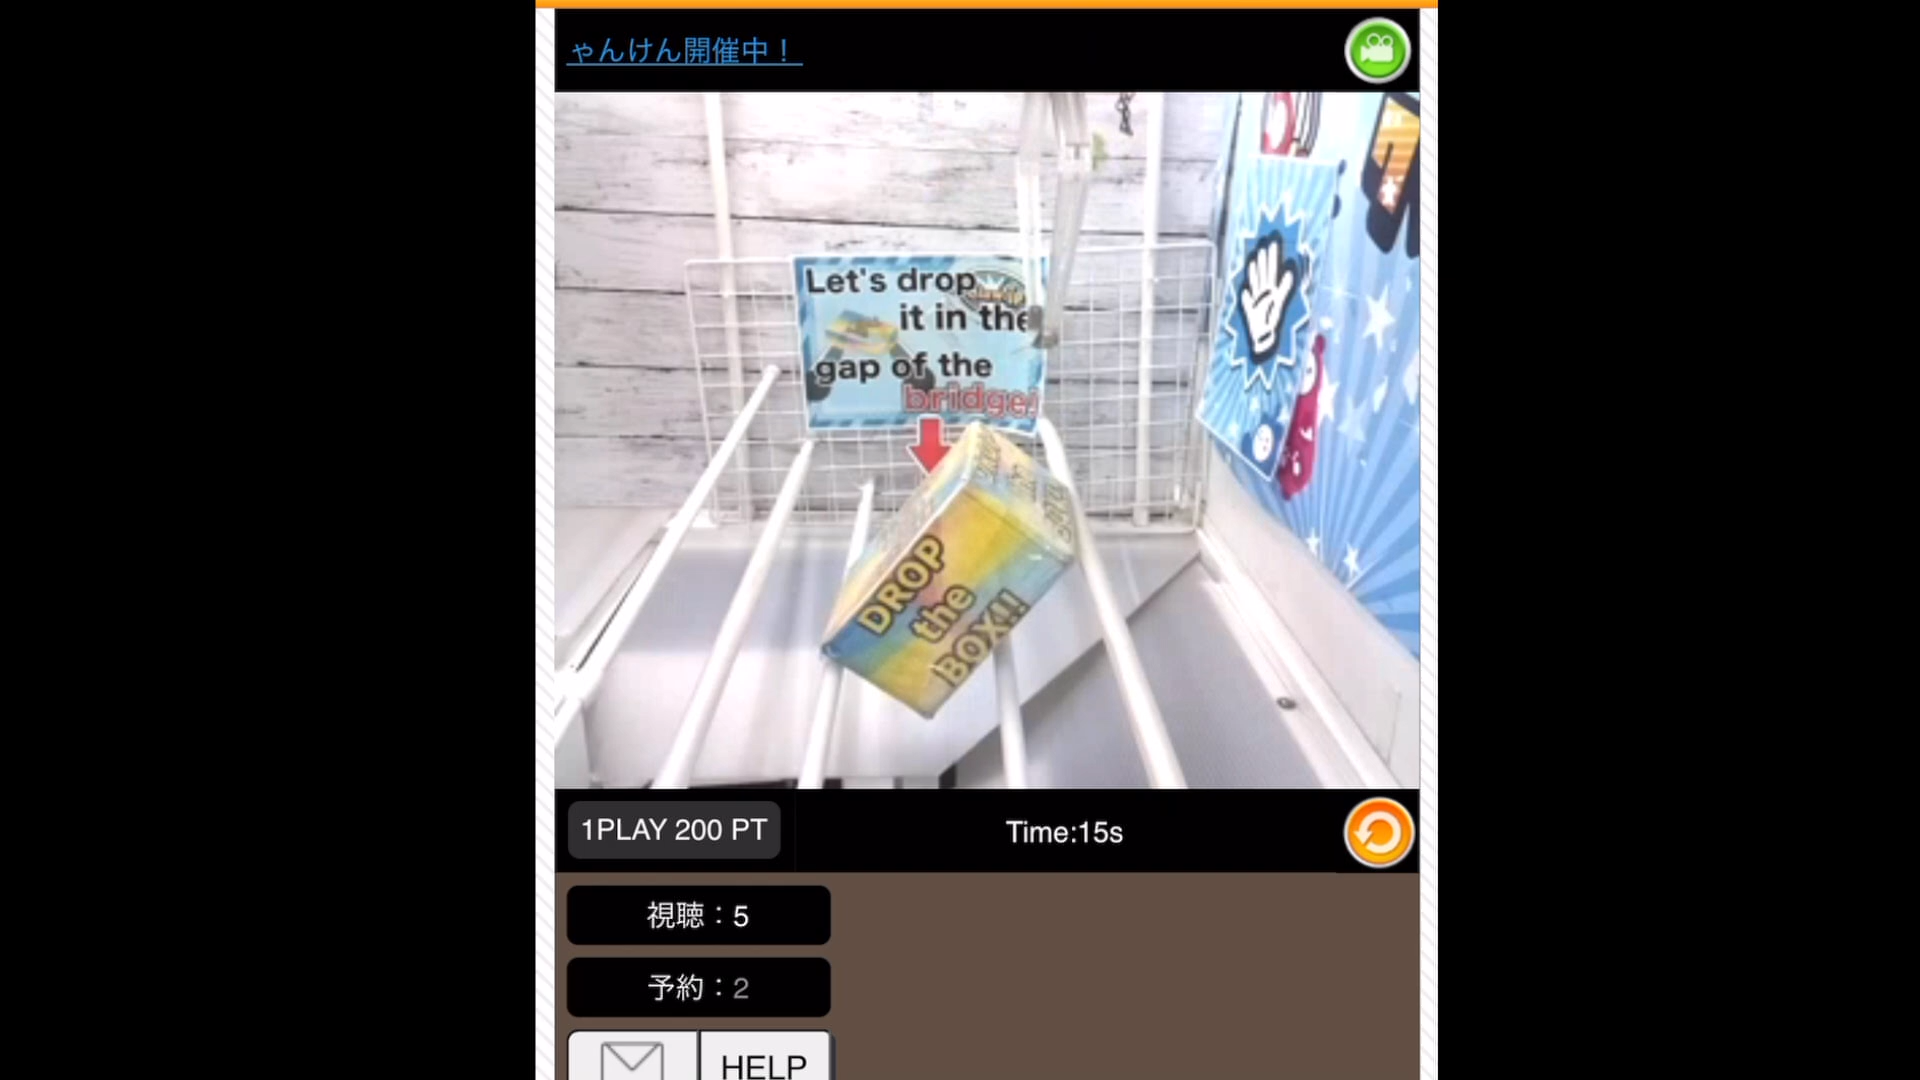 ゃんけん開催中！
Let's drop
it in the
gap of the
bridge!
DROP
the
BOX!!
1PLAY 200 PT
Time:15s
視聴：5
予約：2
HELP